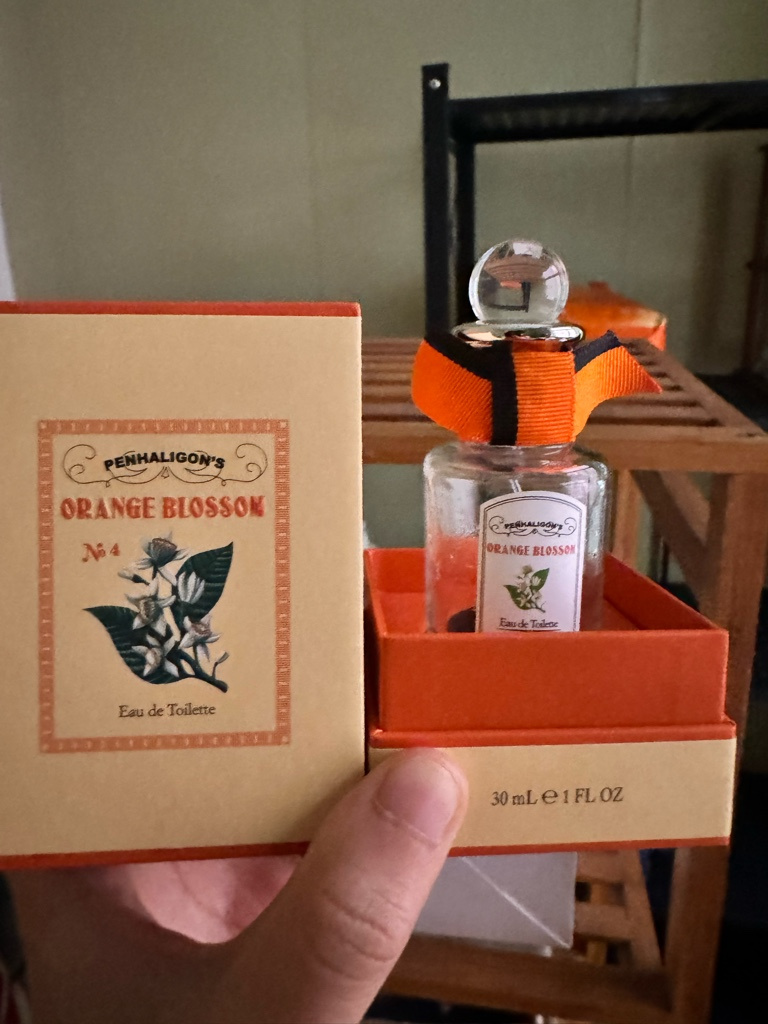 PENHALIGON'S
ORANGE BLOSSOM
No 4
Eau de Toilette
PENHALIGON'S
ORANGE BLOSSOM
Eau de Toilette
30 mL ℮ 1 FL OZ